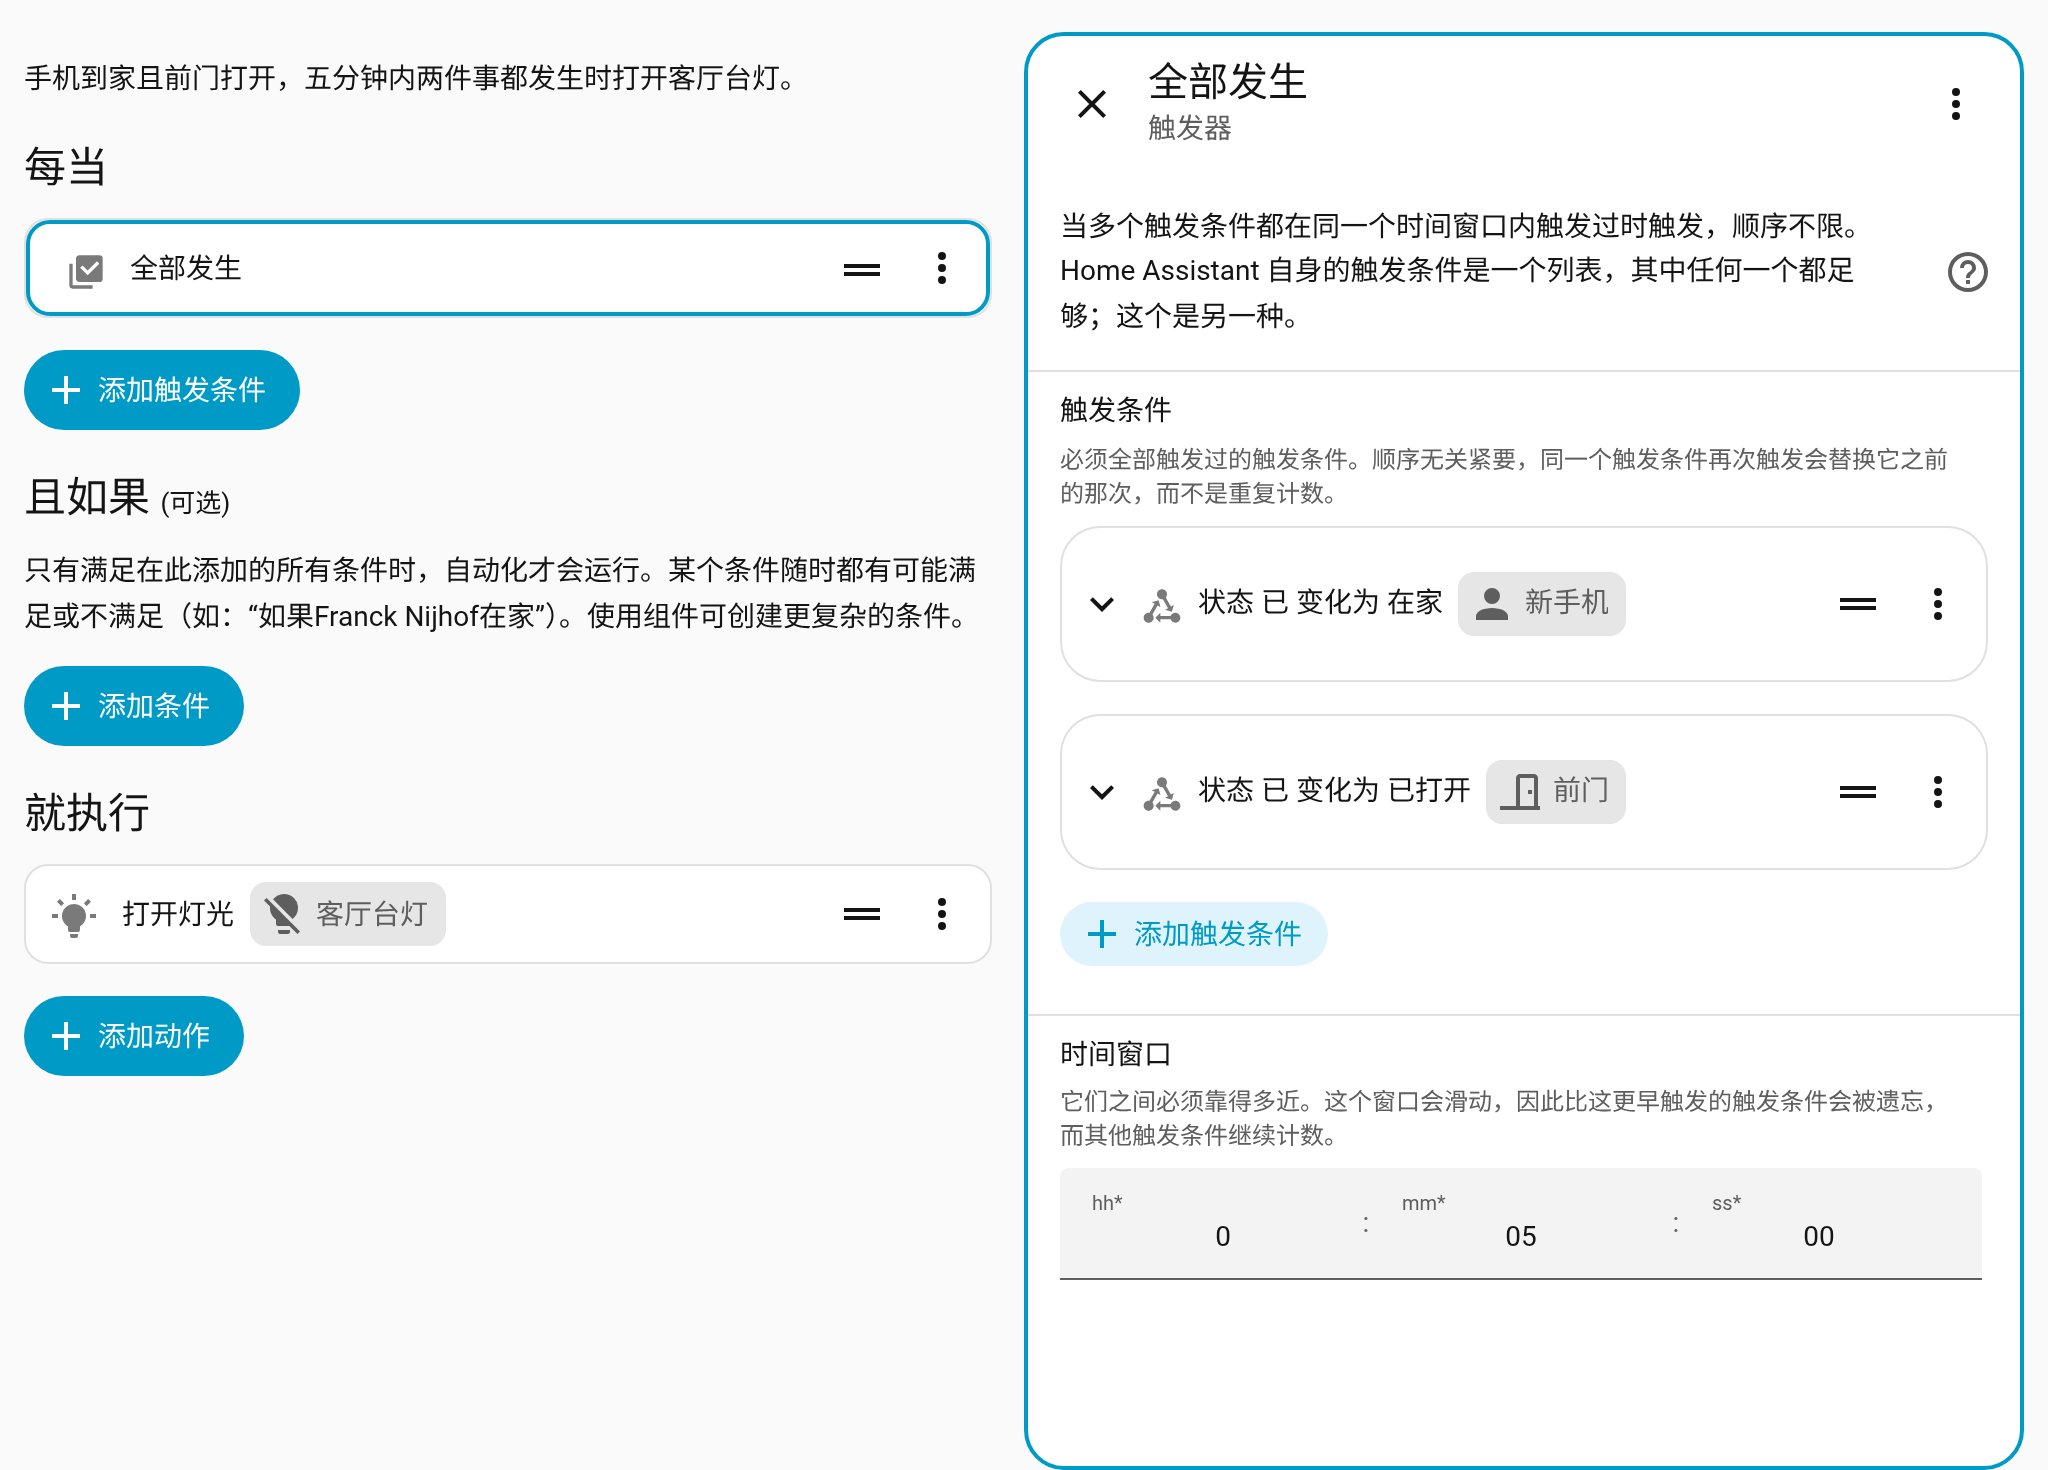 手机到家且前门打开，五分钟内两件事都发生时打开客厅台灯。
每当
全部发生
添加触发条件
且如果 (可选)
只有满足在此添加的所有条件时，自动化才会运行。某个条件随时都有可能满
足或不满足（如：“如果Franck Nijhof在家”）。使用组件可创建更复杂的条件。
添加条件
就执行
打开灯光 客厅台灯
添加动作
全部发生
触发器
当多个触发条件都在同一个时间窗口内触发过时触发，顺序不限。
Home Assistant 自身的触发条件是一个列表，其中任何一个都足
够；这个是另一种。
触发条件
必须全部触发过的触发条件。顺序无关紧要，同一个触发条件再次触发会替换它之前
的那次，而不是重复计数。
状态 已 变化为 在家 新手机
状态 已 变化为 已打开 前门
添加触发条件
时间窗口
它们之间必须靠得多近。这个窗口会滑动，因此比这更早触发的触发条件会被遗忘，
而其他触发条件继续计数。
hh* mm* ss*
0 : 05 : 00